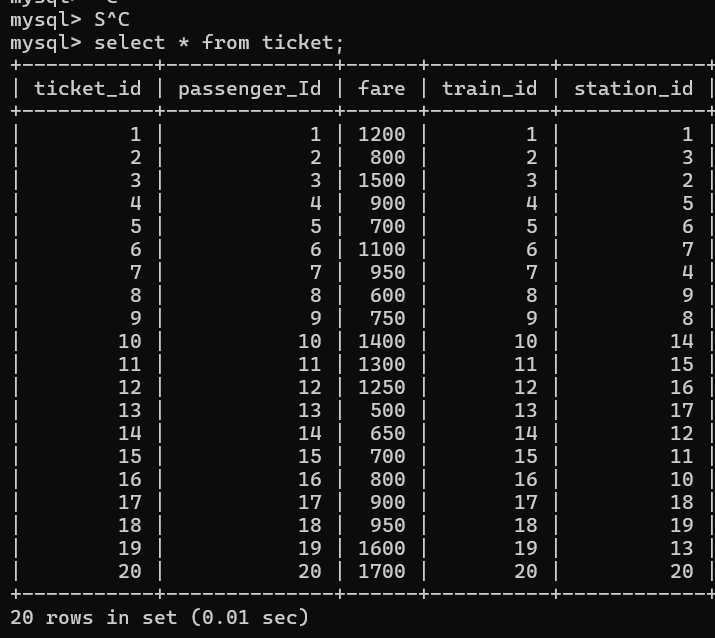 mysql> S^C
mysql> select * from ticket;
+-----------+--------------+------+----------+------------+
| ticket_id | passenger_Id | fare | train_id | station_id |
+-----------+--------------+------+----------+------------+
|         1 |            1 | 1200 |        1 |          1 |
|         2 |            2 |  800 |        2 |          3 |
|         3 |            3 | 1500 |        3 |          2 |
|         4 |            4 |  900 |        4 |          5 |
|         5 |            5 |  700 |        5 |          6 |
|         6 |            6 | 1100 |        6 |          7 |
|         7 |            7 |  950 |        7 |          4 |
|         8 |            8 |  600 |        8 |          9 |
|         9 |            9 |  750 |        9 |          8 |
|        10 |           10 | 1400 |       10 |         14 |
|        11 |           11 | 1300 |       11 |         15 |
|        12 |           12 | 1250 |       12 |         16 |
|        13 |           13 |  500 |       13 |         17 |
|        14 |           14 |  650 |       14 |         12 |
|        15 |           15 |  700 |       15 |         11 |
|        16 |           16 |  800 |       16 |         10 |
|        17 |           17 |  900 |       17 |         18 |
|        18 |           18 |  950 |       18 |         19 |
|        19 |           19 | 1600 |       19 |         13 |
|        20 |           20 | 1700 |       20 |         20 |
+-----------+--------------+------+----------+------------+
20 rows in set (0.01 sec)